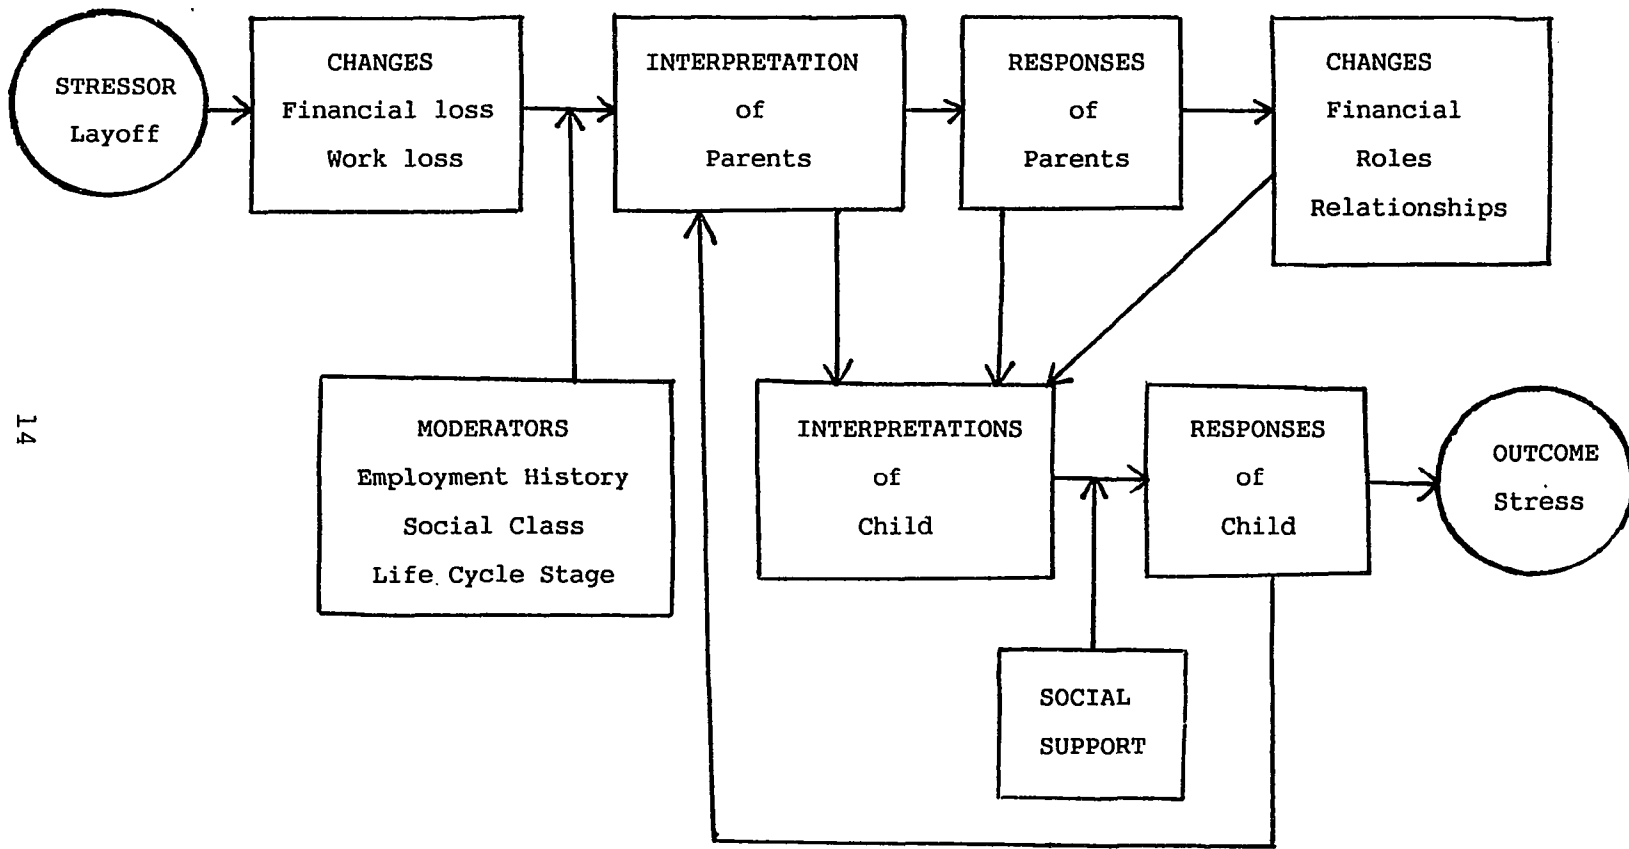 STRESSOR
Layoff
CHANGES
Financial loss
Work loss
INTERPRETATION
of
Parents
RESPONSES
of
Parents
CHANGES
Financial
Roles
Relationships
MODERATORS
Employment History
Social Class
Life Cycle Stage
INTERPRETATIONS
of
Child
RESPONSES
of
Child
OUTCOME
Stress
SOCIAL
SUPPORT
14